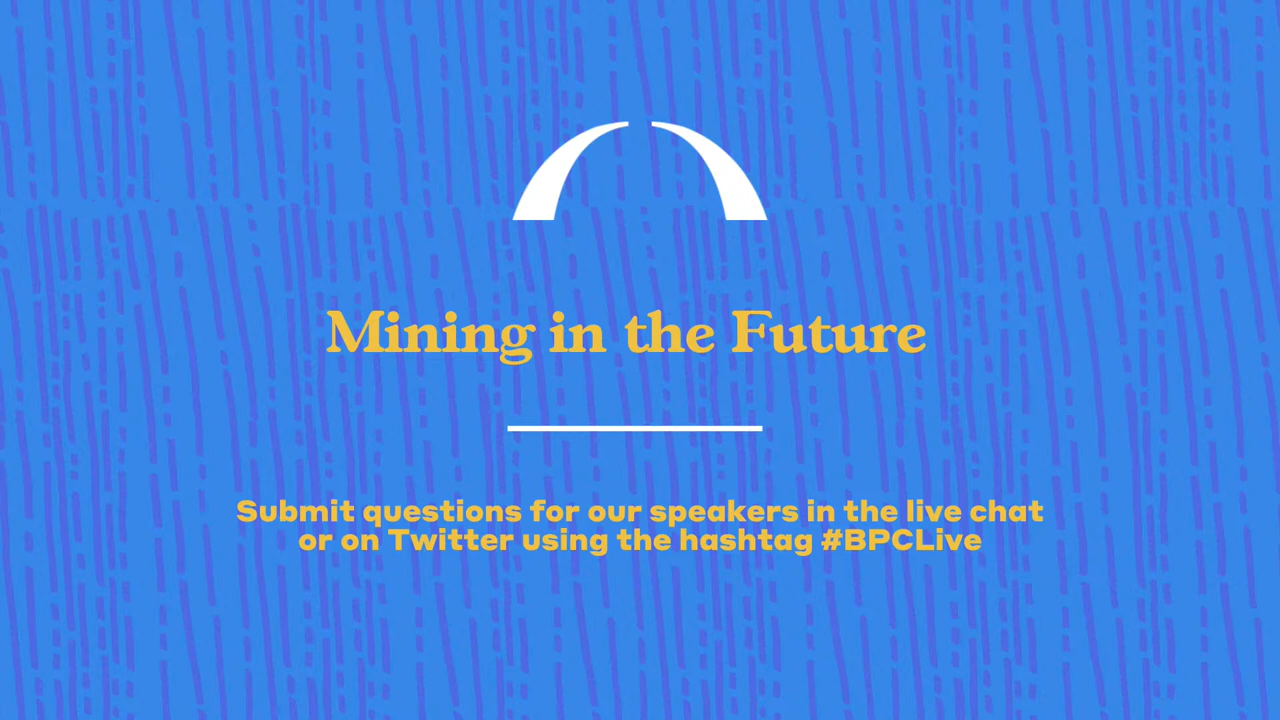 Mining in the Future
Submit questions for our speakers in the live chat
or on Twitter using the hashtag #BPCLive